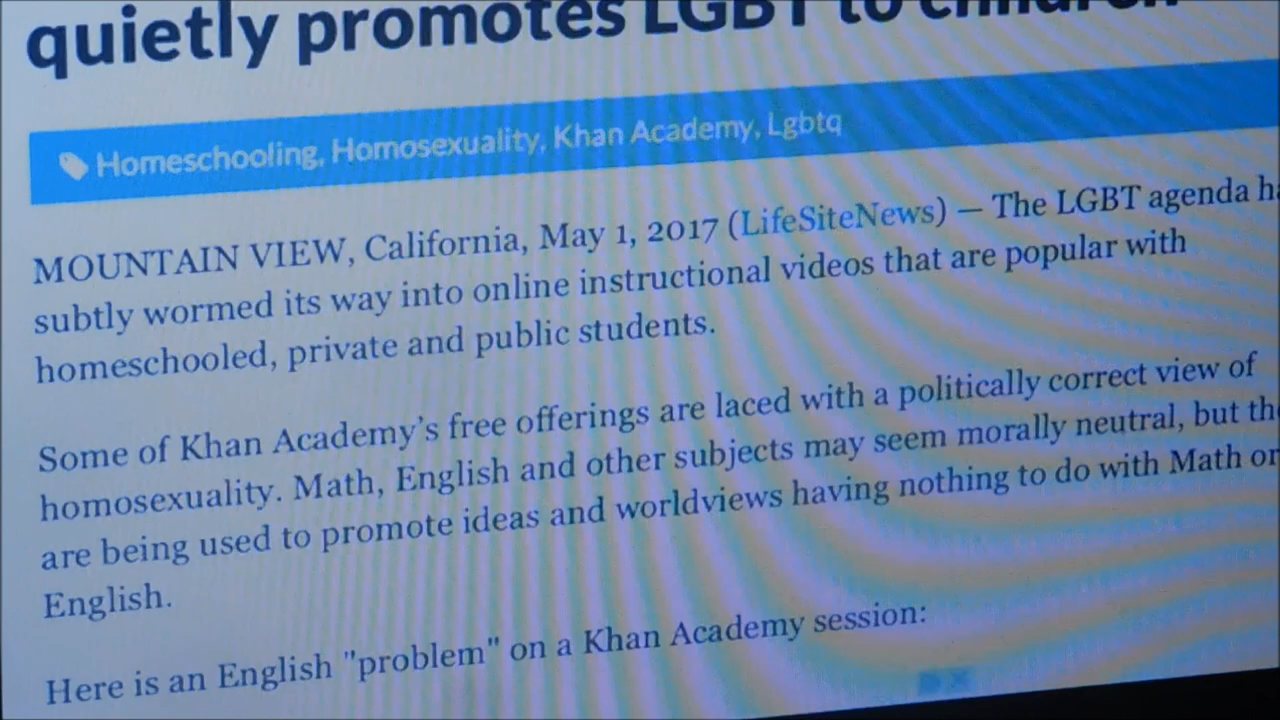 quietly promotes LGBT to children
Homeschooling, Homosexuality, Khan Academy, Lgbtq
MOUNTAIN VIEW, California, May 1, 2017 (LifeSiteNews) — The LGBT agenda ha
subtly wormed its way into online instructional videos that are popular with
homeschooled, private and public students.
Some of Khan Academy's free offerings are laced with a politically correct view of
homosexuality. Math, English and other subjects may seem morally neutral, but the
are being used to promote ideas and worldviews having nothing to do with Math or
English.
Here is an English "problem" on a Khan Academy session: